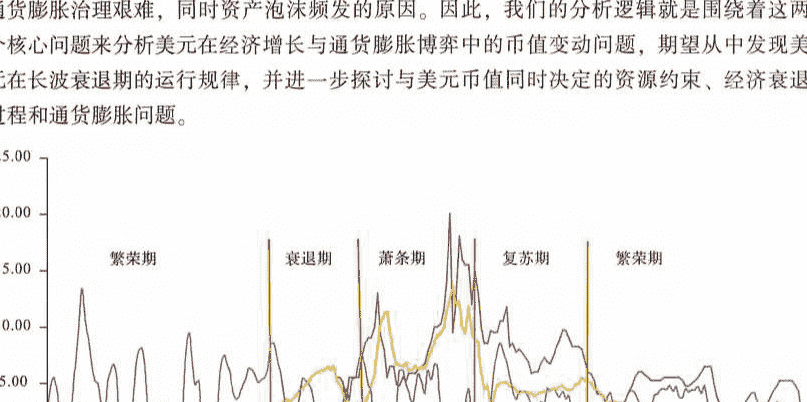 通货膨胀治理艰难，同时资产泡沫频发的原因。因此，我们的分析逻辑就是围绕着这两
个核心问题来分析美元在经济增长与通货膨胀博弈中的币值变动问题，期望从中发现美
元在长波衰退期的运行规律，并进一步探讨与美元币值同时决定的资源约束、经济衰退
过程和通货膨胀问题。
5.00
0.00
繁荣期 衰退期 萧条期 复苏期 繁荣期
5.00
0.00
5.00